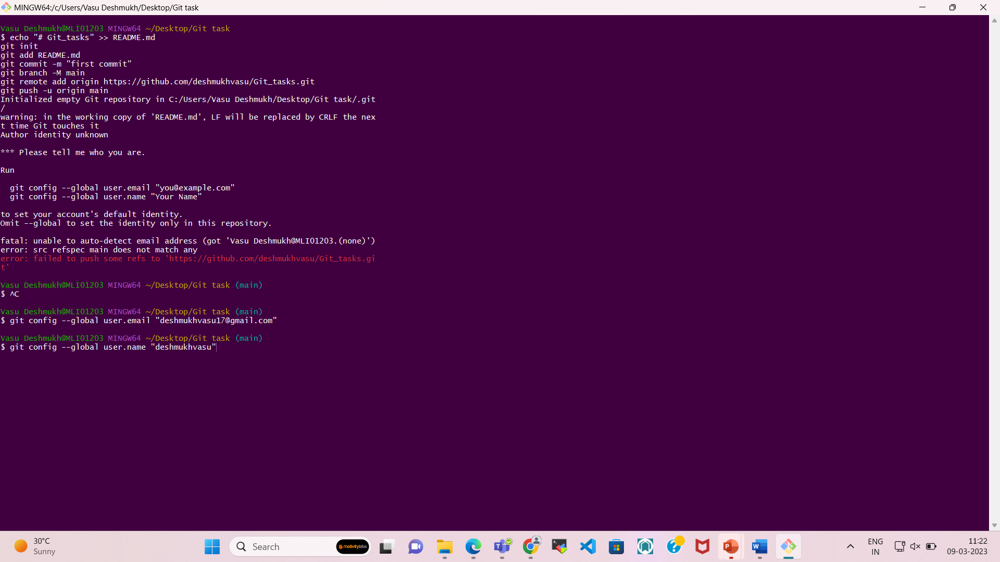 MINGW64:/c/Users/Vasu Deshmukh/Desktop/Git task
Vasu Deshmukh@MLI01203 MINGW64 ~/Desktop/Git task
$ echo "# Git_tasks" >> README.md
git init
git add README.md
git commit -m "first commit"
git branch -M main
git remote add origin https://github.com/deshmukhvasu/Git_tasks.git
git push -u origin main
Initialized empty Git repository in C:/Users/Vasu Deshmukh/Desktop/Git task/.git
/
warning: in the working copy of 'README.md', LF will be replaced by CRLF the nex
t time Git touches it
Author identity unknown
*** Please tell me who you are.
Run
git config --global user.email "you@example.com"
git config --global user.name "Your Name"
to set your account's default identity.
Omit --global to set the identity only in this repository.
fatal: unable to auto-detect email address (got 'Vasu Deshmukh@MLI01203.(none)')
error: src refspec main does not match any
error: failed to push some refs to 'https://github.com/deshmukhvasu/Git_tasks.gi
t'
Vasu Deshmukh@MLI01203 MINGW64 ~/Desktop/Git task (main)
$ ^C
Vasu Deshmukh@MLI01203 MINGW64 ~/Desktop/Git task (main)
$ git config --global user.email "deshmukhvasu17@gmail.com"
Vasu Deshmukh@MLI01203 MINGW64 ~/Desktop/Git task (main)
$ git config --global user.name "deshmukhvasu"
30°C
Sunny
Search
motivitylabs
ENG
IN
11:22
09-03-2023